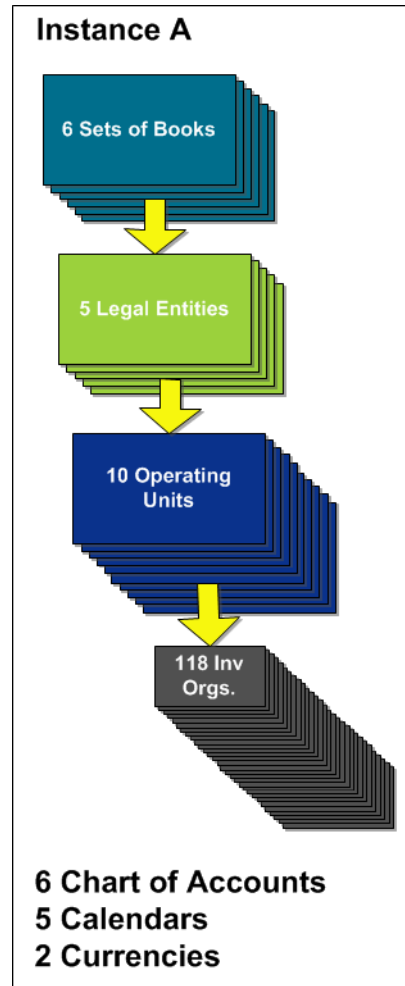 Instance A
6 Sets of Books
5 Legal Entities
10 Operating
Units
118 Inv
Orgs.
6 Chart of Accounts
5 Calendars
2 Currencies